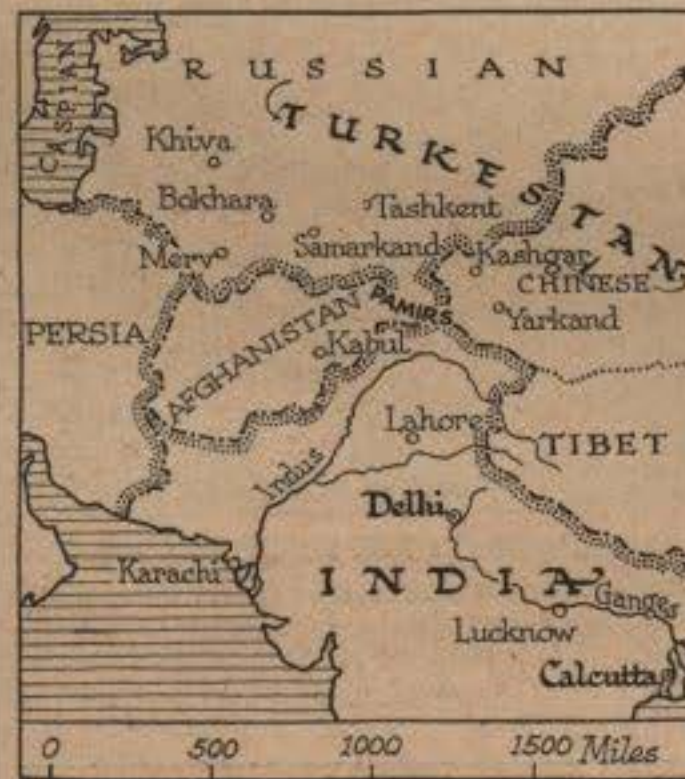 RUSSIAN
CASPIAN
TURKESTAN
Khiva
Bokhara
Tashkent
Samarkand
Kashgar
Merv
CHINESE
PAMIRS
Yarkand
PERSIA
AFGHANISTAN
Kabul
Lahore
TIBET
Indus
Delhi
Karachi
INDIA
Ganges
Lucknow
Calcutta
0 500 1000 1500 Miles